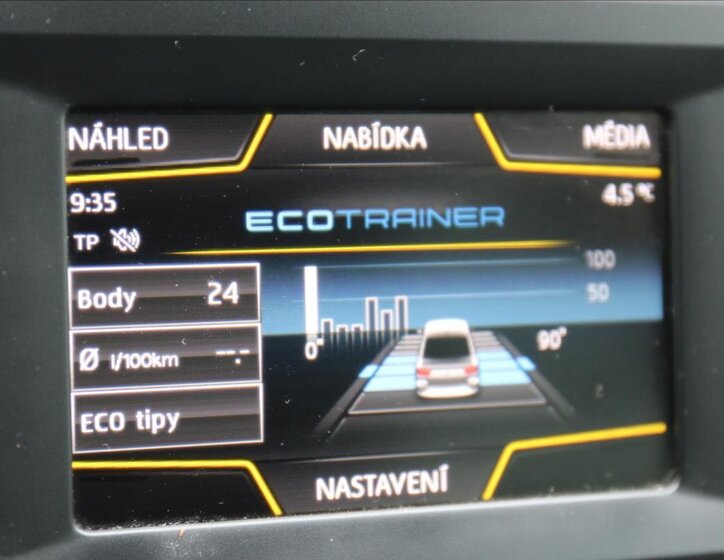 NÁHLED NABÍDKA MÉDIA
9:35 4.5 °C
ECOTRAINER
TP
Body 24
Ø l/100km --.-
ECO tipy
100
50
0" 90"
NASTAVENÍ